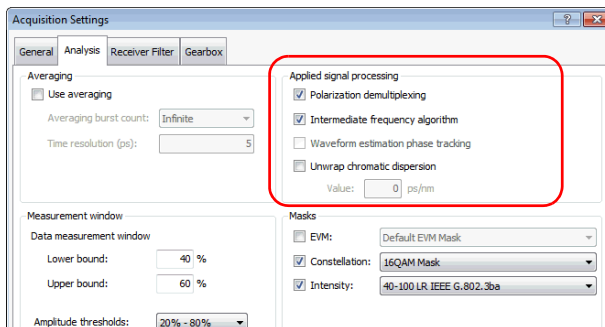 Acquisition Settings
General Analysis Receiver Filter Gearbox
Averaging
Use averaging
Averaging burst count: Infinite
Time resolution (ps): 5
Applied signal processing
Polarization demultiplexing
Intermediate frequency algorithm
Waveform estimation phase tracking
Unwrap chromatic dispersion
Value: 0 ps/nm
Measurement window
Data measurement window
Lower bound: 40 %
Upper bound: 60 %
Amplitude thresholds: 20% - 80%
Masks
EVM: Default EVM Mask
Constellation: 16QAM Mask
Intensity: 40-100 LR IEEE G.802.3ba